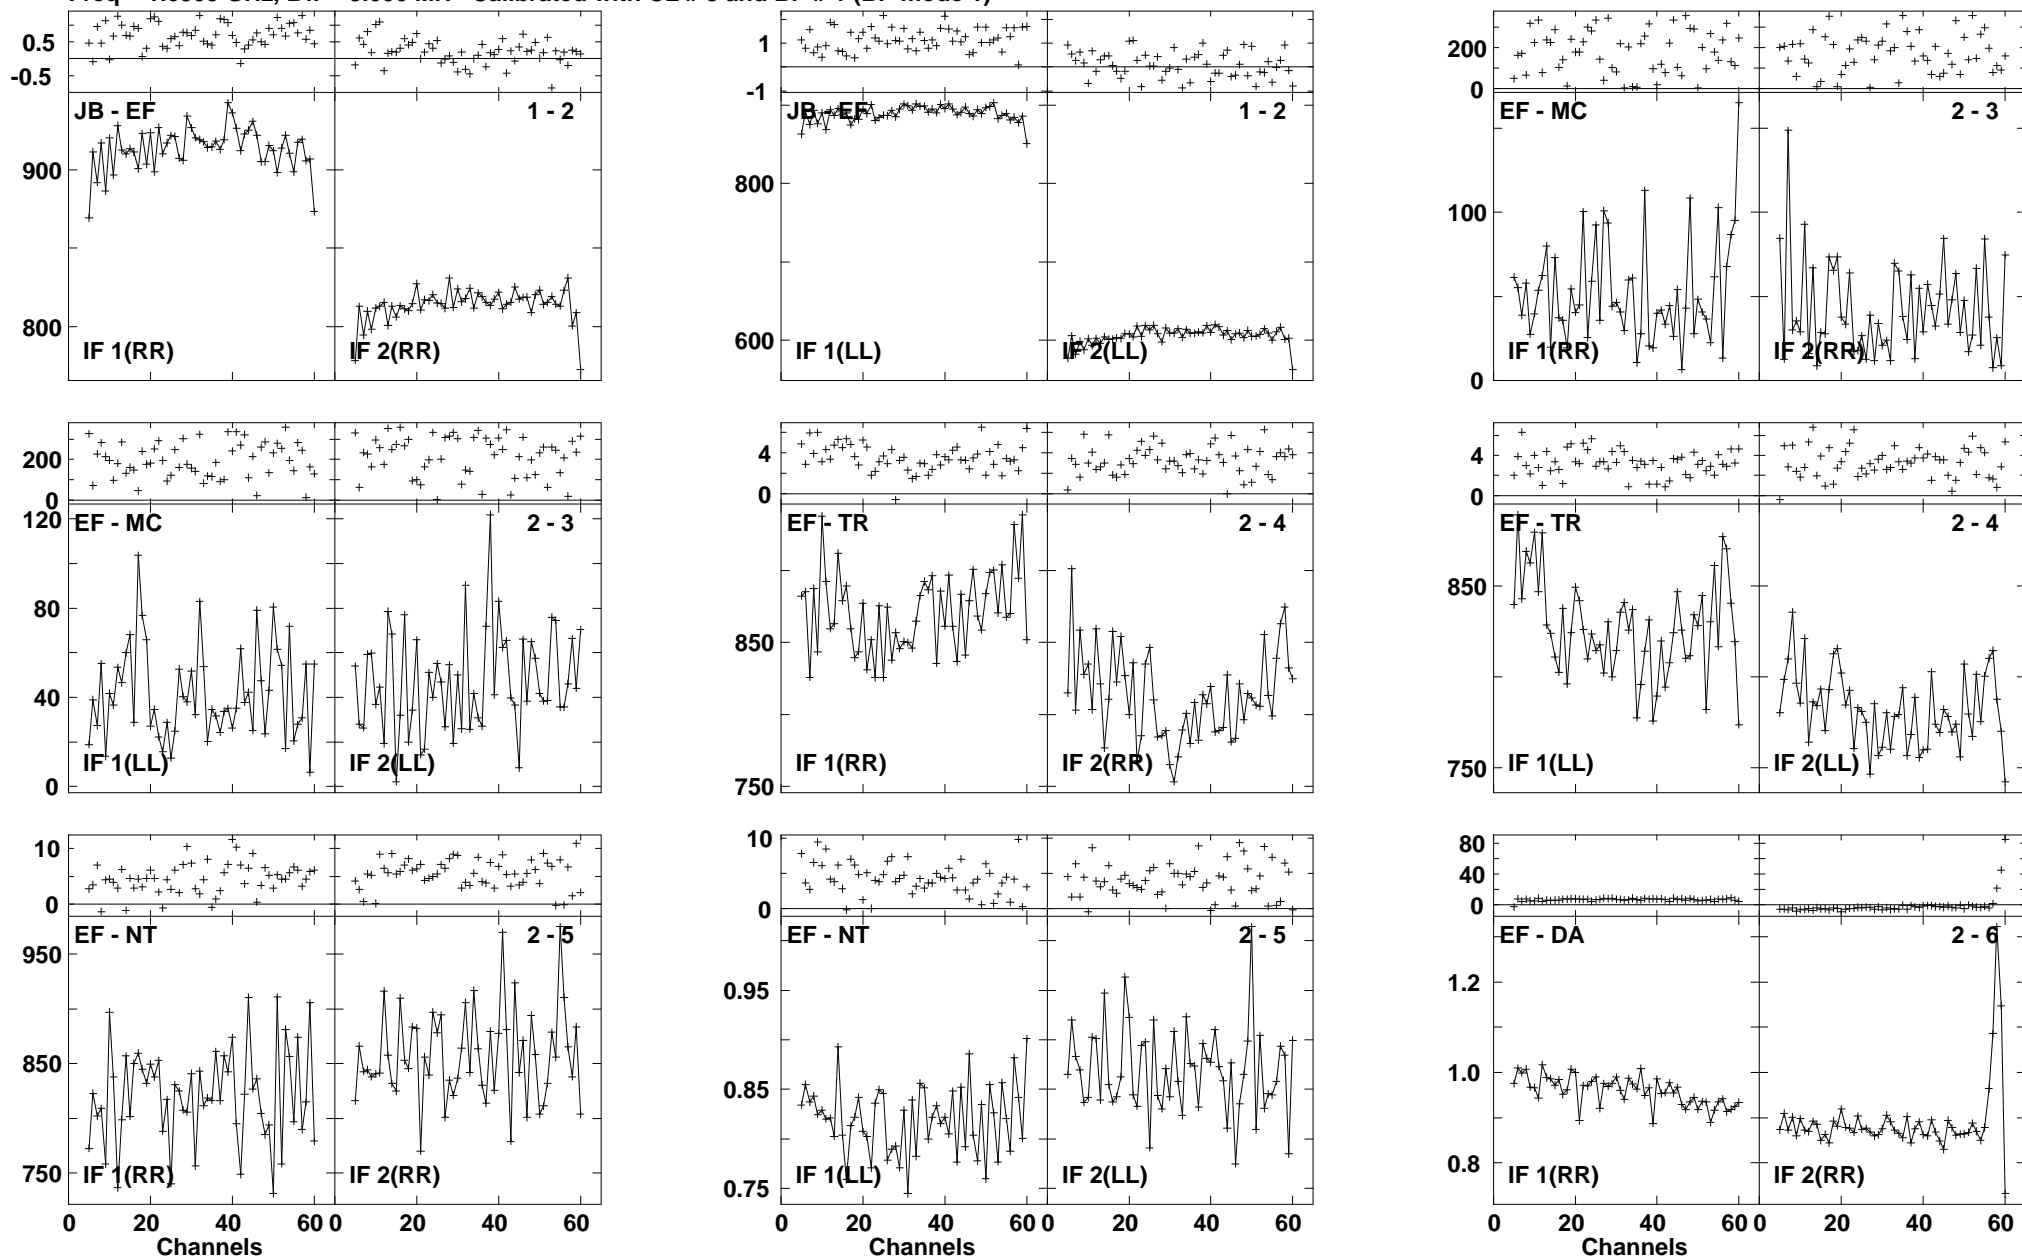 0.5 -0.5 1 -1 200 0
JB - EF 1 - 2 JB - EF 1 - 2 EF - MC 2 - 3
900 800 100
800 600 0
IF 1(RR) IF 2(RR) IF 1(LL) IF 2(LL) IF 1(RR) IF 2(RR)
200 0 4 0 4 0
EF - MC 2 - 3 EF - TR 2 - 4 EF - TR 2 - 4
120 80 40 0 850 750 850 750
IF 1(LL) IF 2(LL) IF 1(RR) IF 2(RR) IF 1(LL) IF 2(LL)
10 0 10 5 0 80 40 0
EF - NT 2 - 5 EF - NT 2 - 5 EF - DA 2 - 6
950 850 750 0.95 0.85 0.75 1.2 1.0 0.8
IF 1(RR) IF 2(RR) IF 1(LL) IF 2(LL) IF 1(RR) IF 2(RR)
0 20 40 60 0 20 40 60 0 20 40 60 0 20 40 60 0 20 40 60 0 20 40 60
Channels Channels Channels